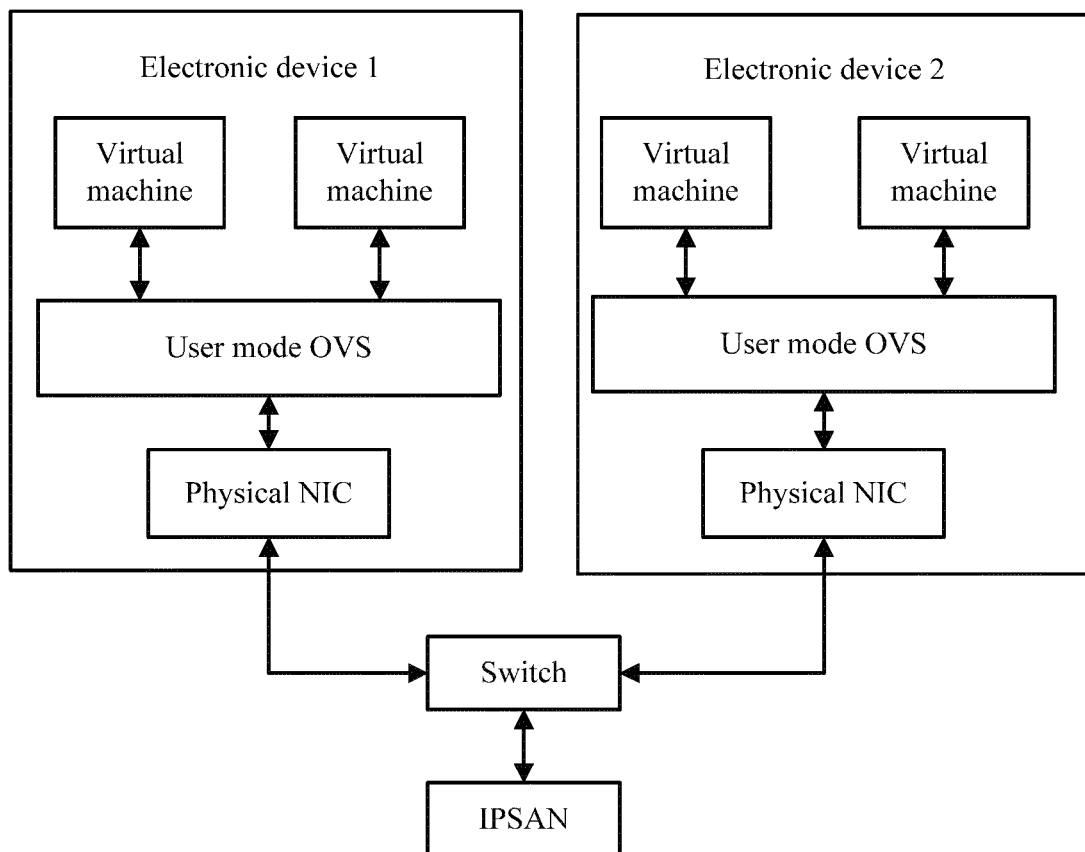 Electronic device 1
Virtual machine
Virtual machine
User mode OVS
Physical NIC
Electronic device 2
Virtual machine
Virtual machine
User mode OVS
Physical NIC
Switch
IPSAN